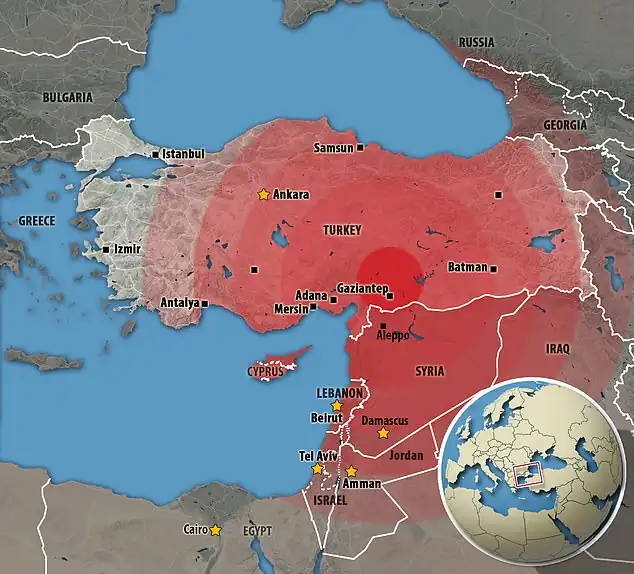 RUSSIA
BULGARIA
GEORGIA
Istanbul
Samsun
Ankara
GREECE
TURKEY
Izmir
Batman
Gaziantep
Adana
Antalya
Mersin
Aleppo
IRAQ
CYPRUS
SYRIA
LEBANON
Beirut
Damascus
Tel Aviv
Jordan
Amman
ISRAEL
Cairo
EGYPT